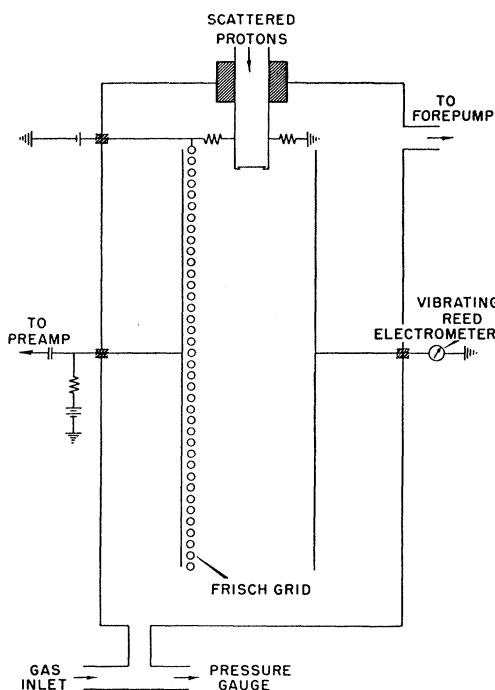 SCATTERED
PROTONS
TO
FOREPUMP
VIBRATING
REED
ELECTROMETER
TO
PREAMP
FRISCH GRID
GAS
INLET
PRESSURE
GAUGE